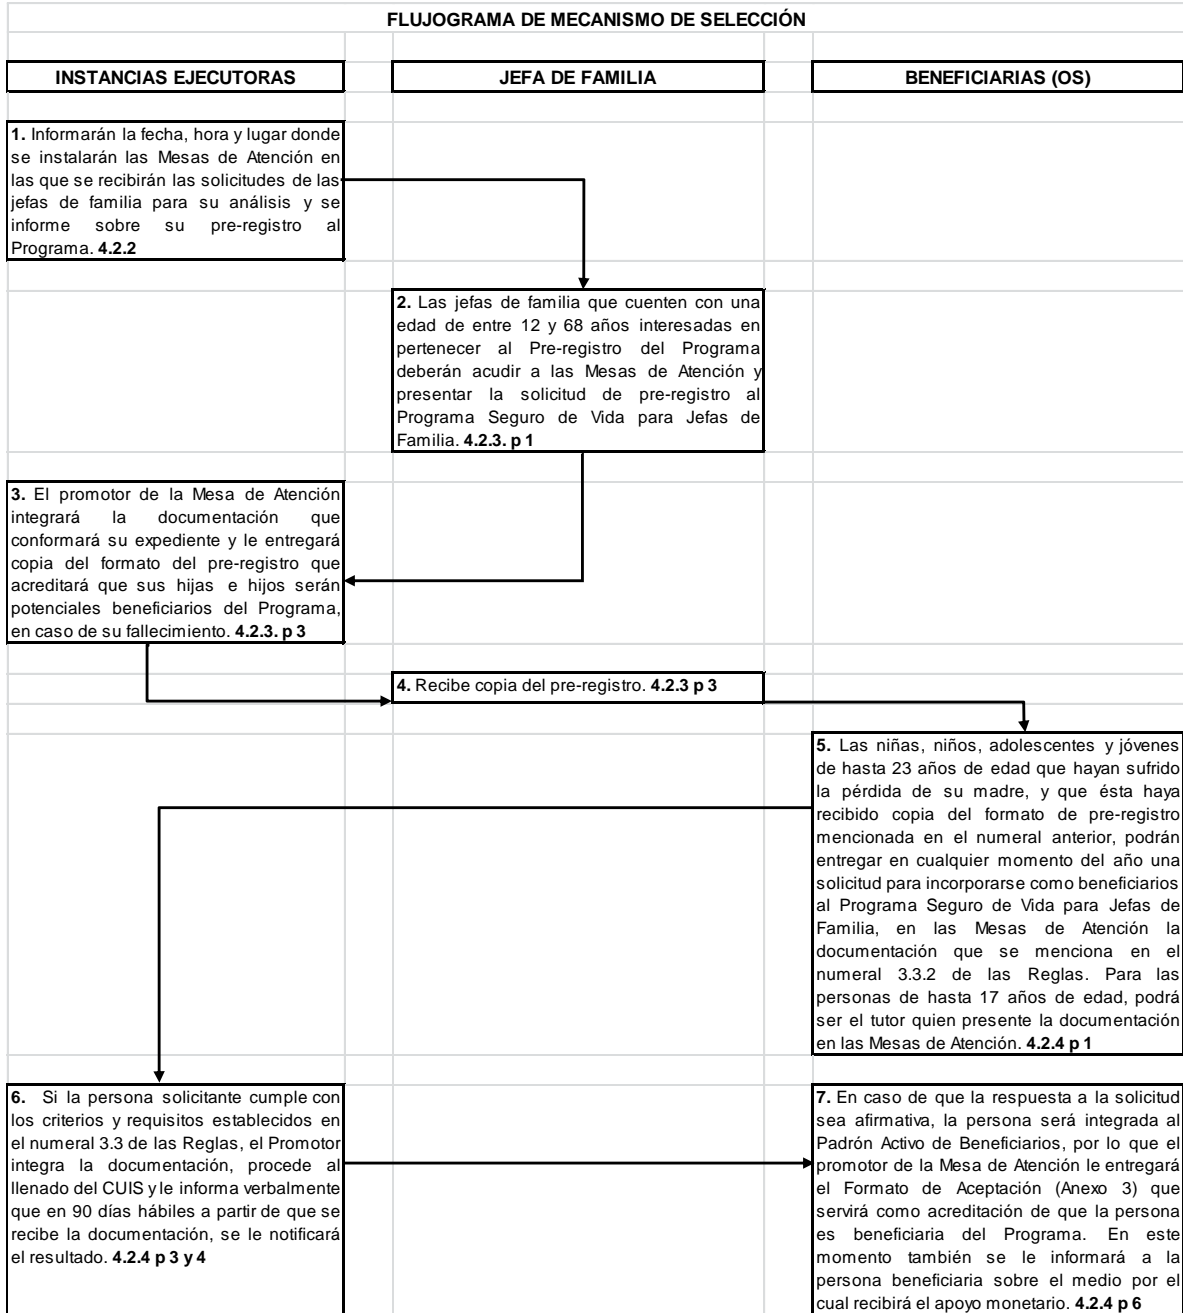 FLUJOGRAMA DE MECANISMO DE SELECCIÓN
INSTANCIAS EJECUTORAS
JEFA DE FAMILIA
BENEFICIARIAS (OS)
1. Informarán la fecha, hora y lugar donde
se instalarán las Mesas de Atención en
las que se recibirán las solicitudes de las
jefas de familia para su análisis y se
informe sobre su pre-registro al
Programa. 4.2.2
2. Las jefas de familia que cuenten con una
edad de entre 12 y 68 años interesadas en
pertenecer al Pre-registro del Programa
deberán acudir a las Mesas de Atención y
presentar la solicitud de pre-registro al
Programa Seguro de Vida para Jefas de
Familia. 4.2.3. p 1
3. El promotor de la Mesa de Atención
integrará la documentación que
conformará su expediente y le entregará
copia del formato del pre-registro que
acreditará que sus hijas e hijos serán
potenciales beneficiarios del Programa,
en caso de su fallecimiento. 4.2.3. p 3
4. Recibe copia del pre-registro. 4.2.3 p 3
5. Las niñas, niños, adolescentes y jóvenes
de hasta 23 años de edad que hayan sufrido
la pérdida de su madre, y que ésta haya
recibido copia del formato de pre-registro
mencionada en el numeral anterior, podrán
entregar en cualquier momento del año una
solicitud para incorporarse como beneficiarios
al Programa Seguro de Vida para Jefas de
Familia, en las Mesas de Atención la
documentación que se menciona en el
numeral 3.3.2 de las Reglas. Para las
personas de hasta 17 años de edad, podrá
ser el tutor quien presente la documentación
en las Mesas de Atención. 4.2.4 p 1
6. Si la persona solicitante cumple con
los criterios y requisitos establecidos en
el numeral 3.3 de las Reglas, el Promotor
integra la documentación, procede al
llenado del CUIS y le informa verbalmente
que en 90 días hábiles a partir de que se
recibe la documentación, se le notificará
el resultado. 4.2.4 p 3 y 4
7. En caso de que la respuesta a la solicitud
sea afirmativa, la persona será integrada al
Padrón Activo de Beneficiarios, por lo que el
promotor de la Mesa de Atención le entregará
el Formato de Aceptación (Anexo 3) que
servirá como acreditación de que la persona
es beneficiaria del Programa. En este
momento también se le informará a la
persona beneficiaria sobre el medio por el
cual recibirá el apoyo monetario. 4.2.4 p 6